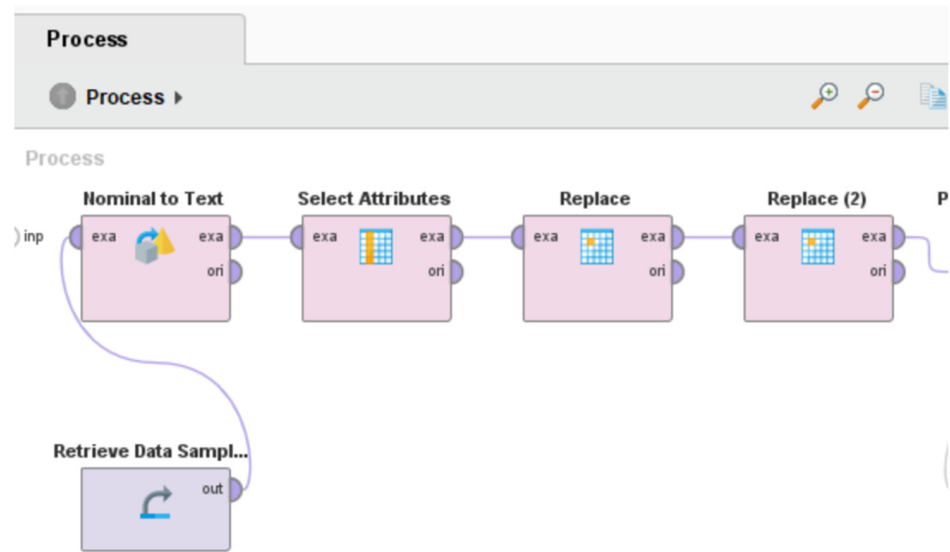 Process
Process
Process
Nominal to Text
Select Attributes
Replace
Replace (2)
P
inp
exa
exa
exa
exa
exa
exa
exa
exa
ori
ori
ori
ori
Retrieve Data Sampl...
out